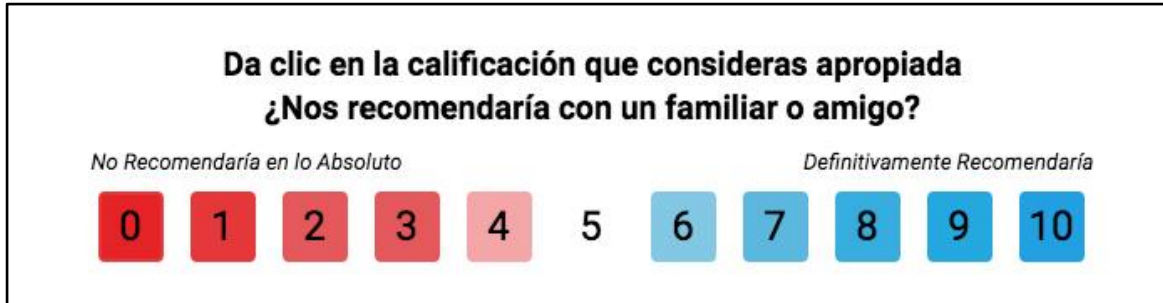 Da clic en la calificación que consideras apropiada
¿Nos recomendaría con un familiar o amigo?
No Recomendaría en lo Absoluto
Definitivamente Recomendaría
0 1 2 3 4 5 6 7 8 9 10